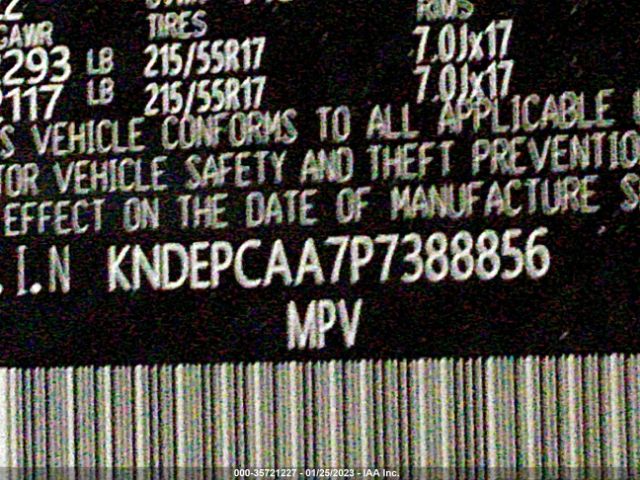 TIRES RIMS
GAWR
2293 LB 215/55R17 7.0Jx17
2117 LB 215/55R17 7.0Jx17
S VEHICLE CONFORMS TO ALL APPLICABLE
TOR VEHICLE SAFETY AND THEFT PREVENTIO
EFFECT ON THE DATE OF MANUFACTURE S
.I.N KNDEPCAA7P7388856
MPV
000-35721227 - 01/25/2023 - IAA Inc.